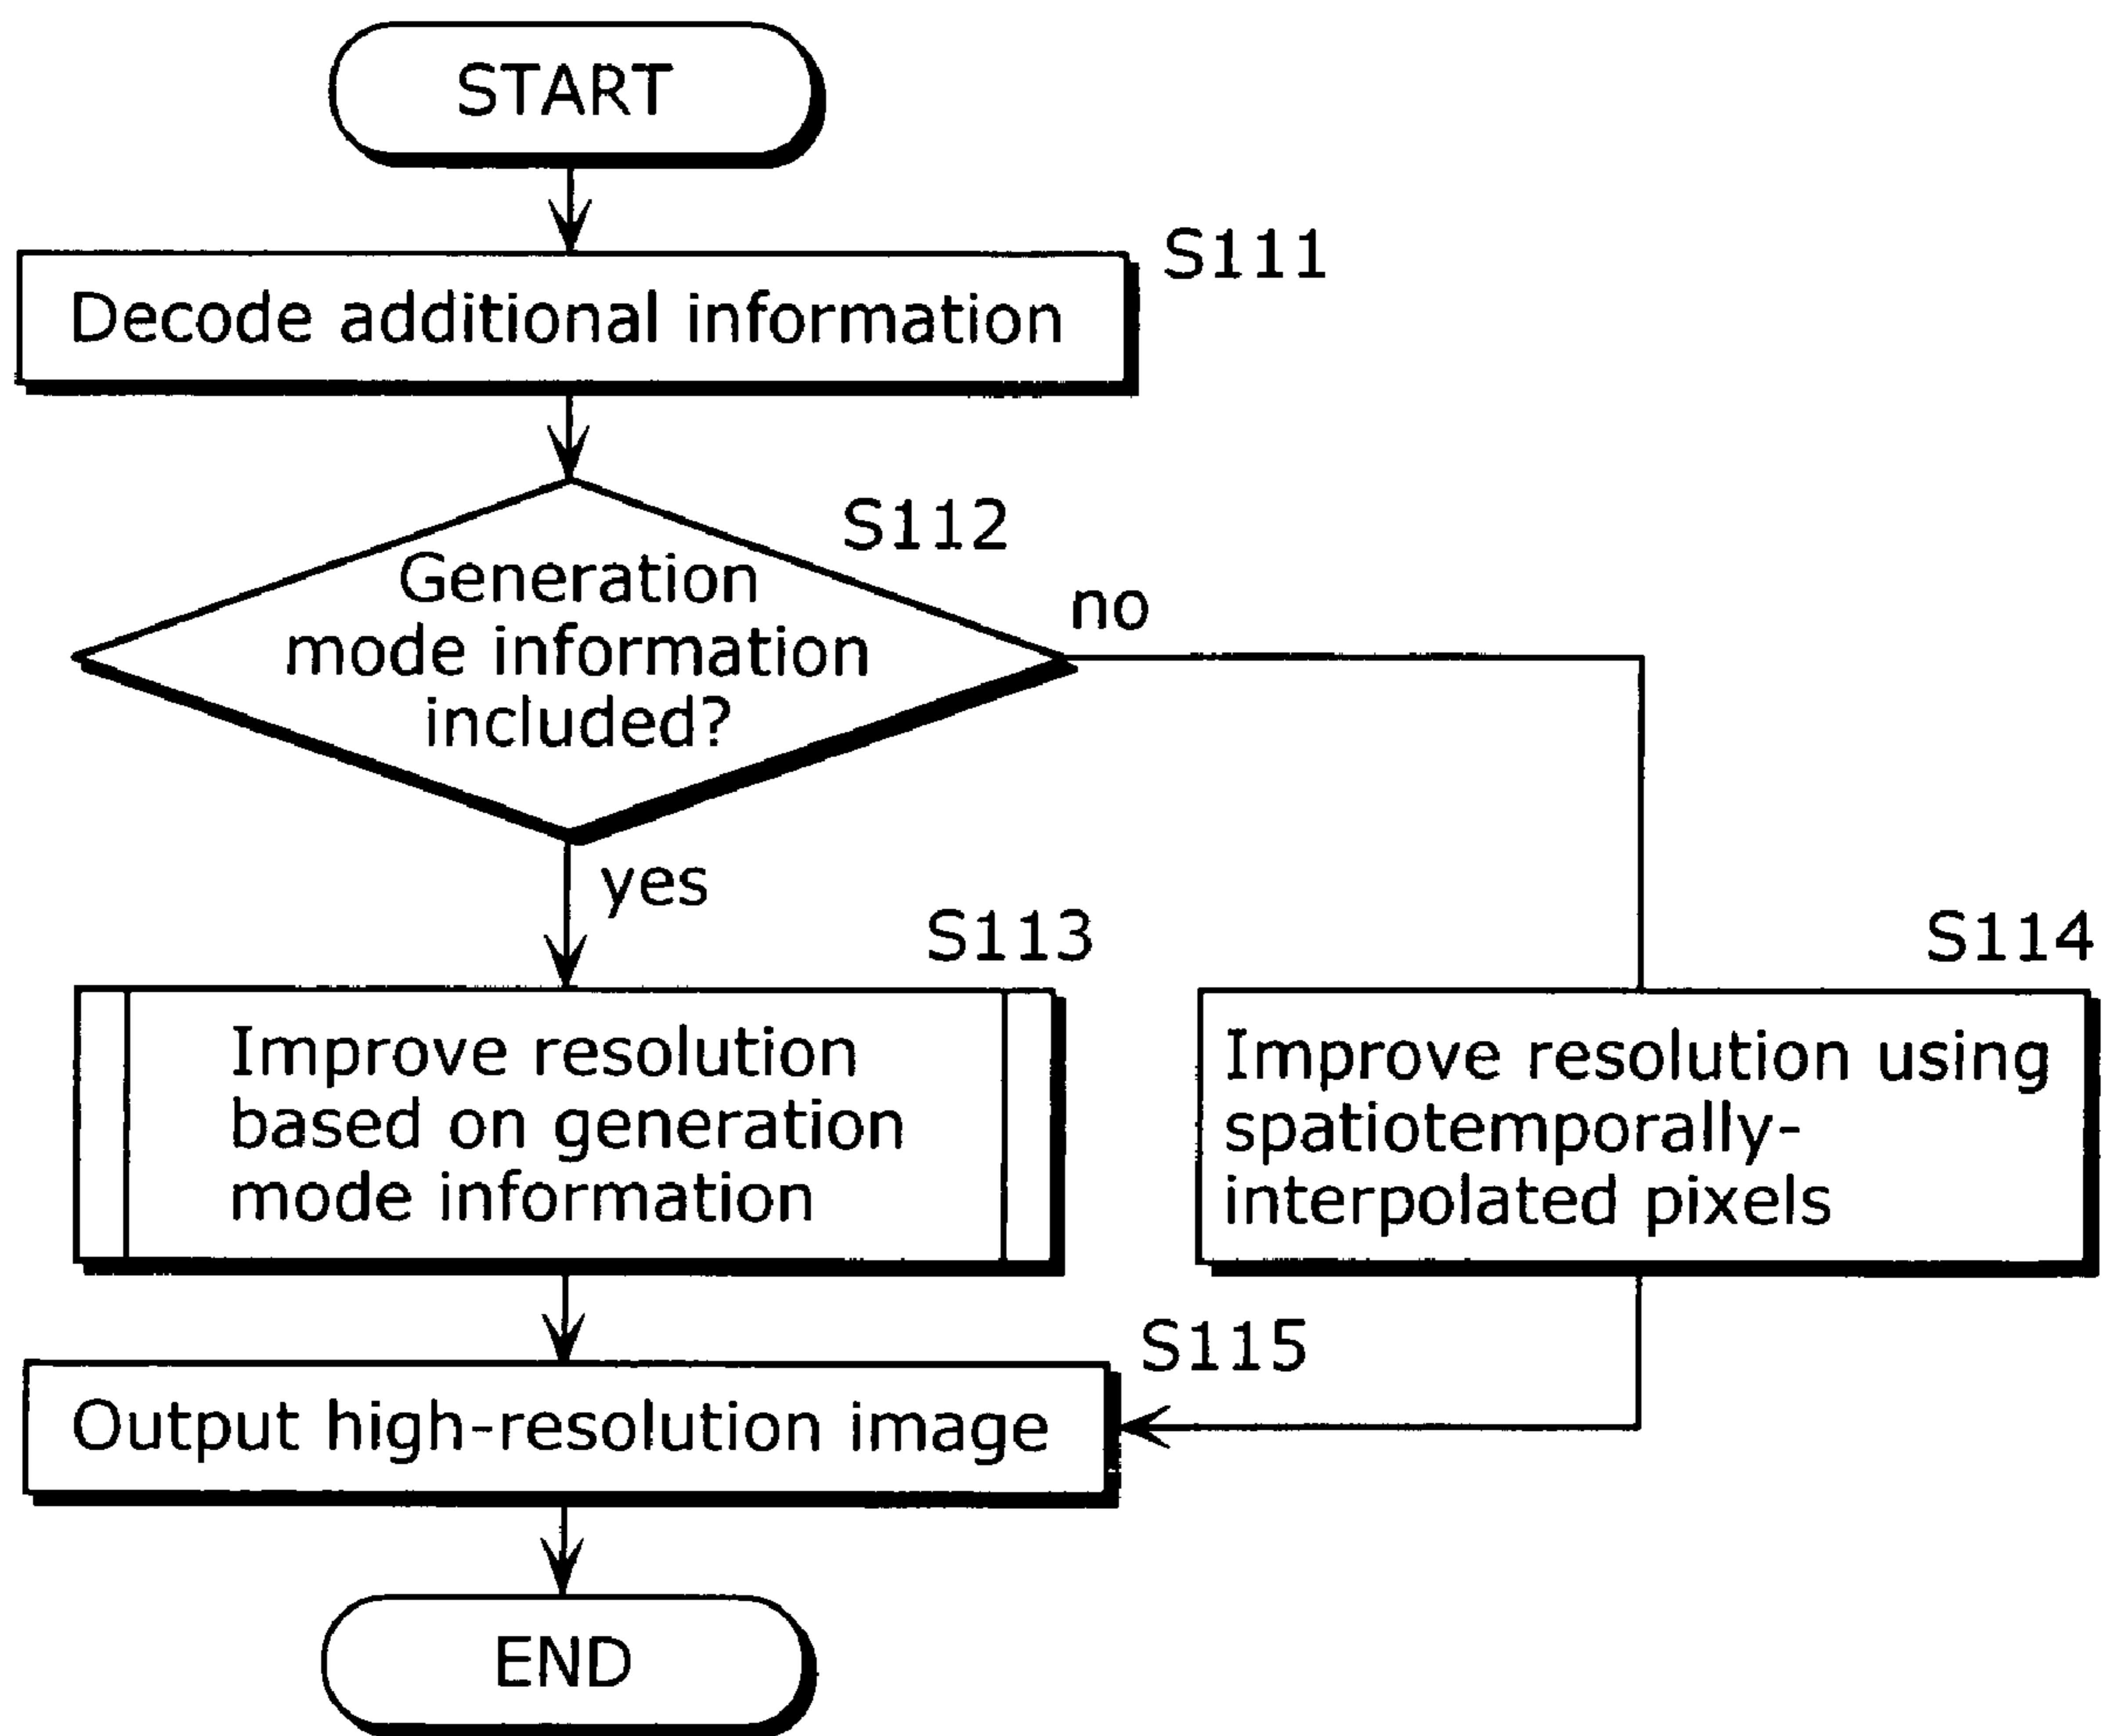 START
S111
Decode additional information
S112
Generation
mode information
included?
no
yes
S113
Improve resolution
based on generation
mode information
S114
Improve resolution using
spatiotemporally-
interpolated pixels
S115
Output high-resolution image
END